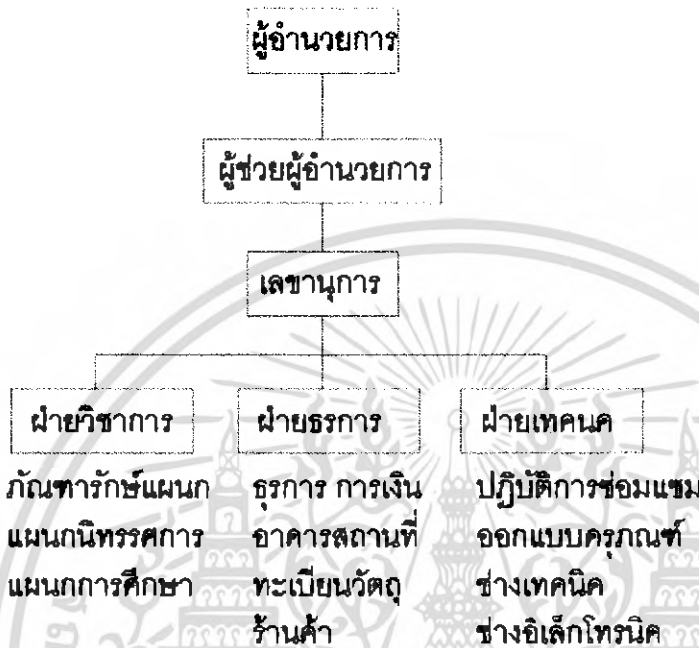 ผู้อำนวยการ
ผู้ช่วยผู้อำนวยการ
เลขานุการ
ฝ่ายวิชาการ
ภัณฑารักษ์แผนก
แผนกนิทรรศการ
แผนกการศึกษา
ฝ่ายธรการ
ธุรการ การเงิน
อาคารสถานที่
ทะเบียนวัตถุ
ร้านค้า
ฝ่ายเทคนค
ปฏิบัติการซ่อมแซม
ออกแบบครุภณฑ์
ช่างเทคนิค
ช่างอิเล็กโทรนิค